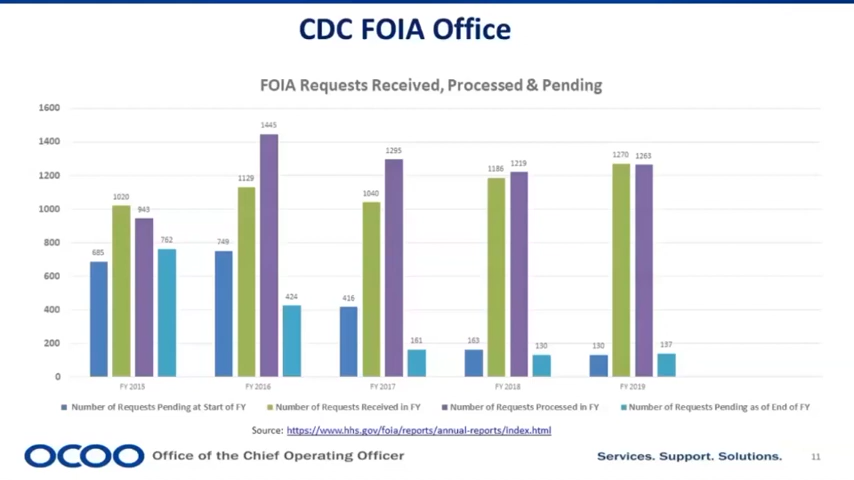 CDC FOIA Office
FOIA Requests Received, Processed & Pending
1600
1400
1200
1000
800
600
400
200
0
685
1020
943
762
749
1129
1445
424
416
1040
1295
161
163
1186
1219
130
130
1270
1263
137
FY 2015
FY 2016
FY 2017
FY 2018
FY 2019
Number of Requests Pending at Start of FY
Number of Requests Received in FY
Number of Requests Processed in FY
Number of Requests Pending as of End of FY
Source: https://www.hhs.gov/foia/reports/annual-reports/index.html
OCOO Office of the Chief Operating Officer
Services. Support. Solutions.
11